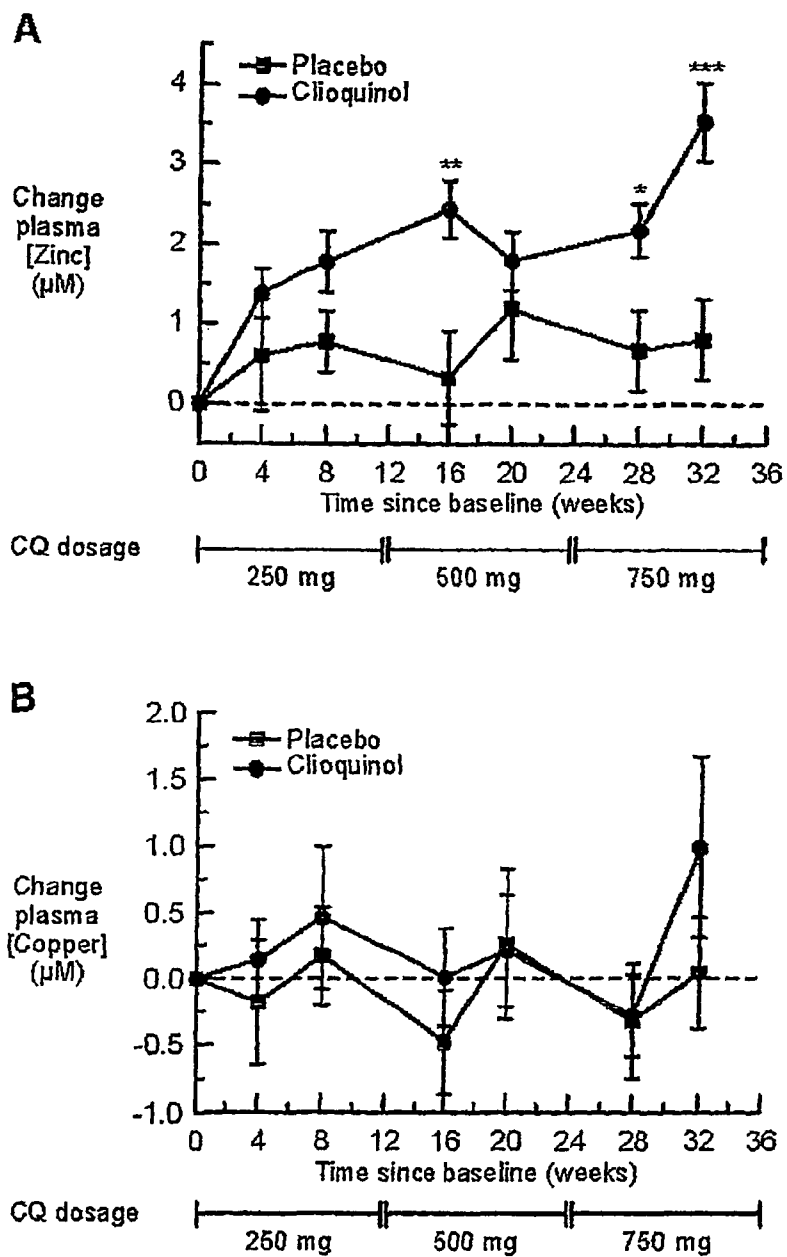 A
Placebo
Clioquinol
***
**
*
4
3
2
1
0
Change
plasma
[Zinc]
(µM)
0 4 8 12 16 20 24 28 32 36
Time since baseline (weeks)
CQ dosage
250 mg 500 mg 750 mg
B
Placebo
Clioquinol
2.0
1.5
1.0
0.5
0.0
-0.5
-1.0
Change
plasma
[Copper]
(µM)
0 4 8 12 16 20 24 28 32 36
Time since baseline (weeks)
CQ dosage
250 mg 500 mg 750 mg